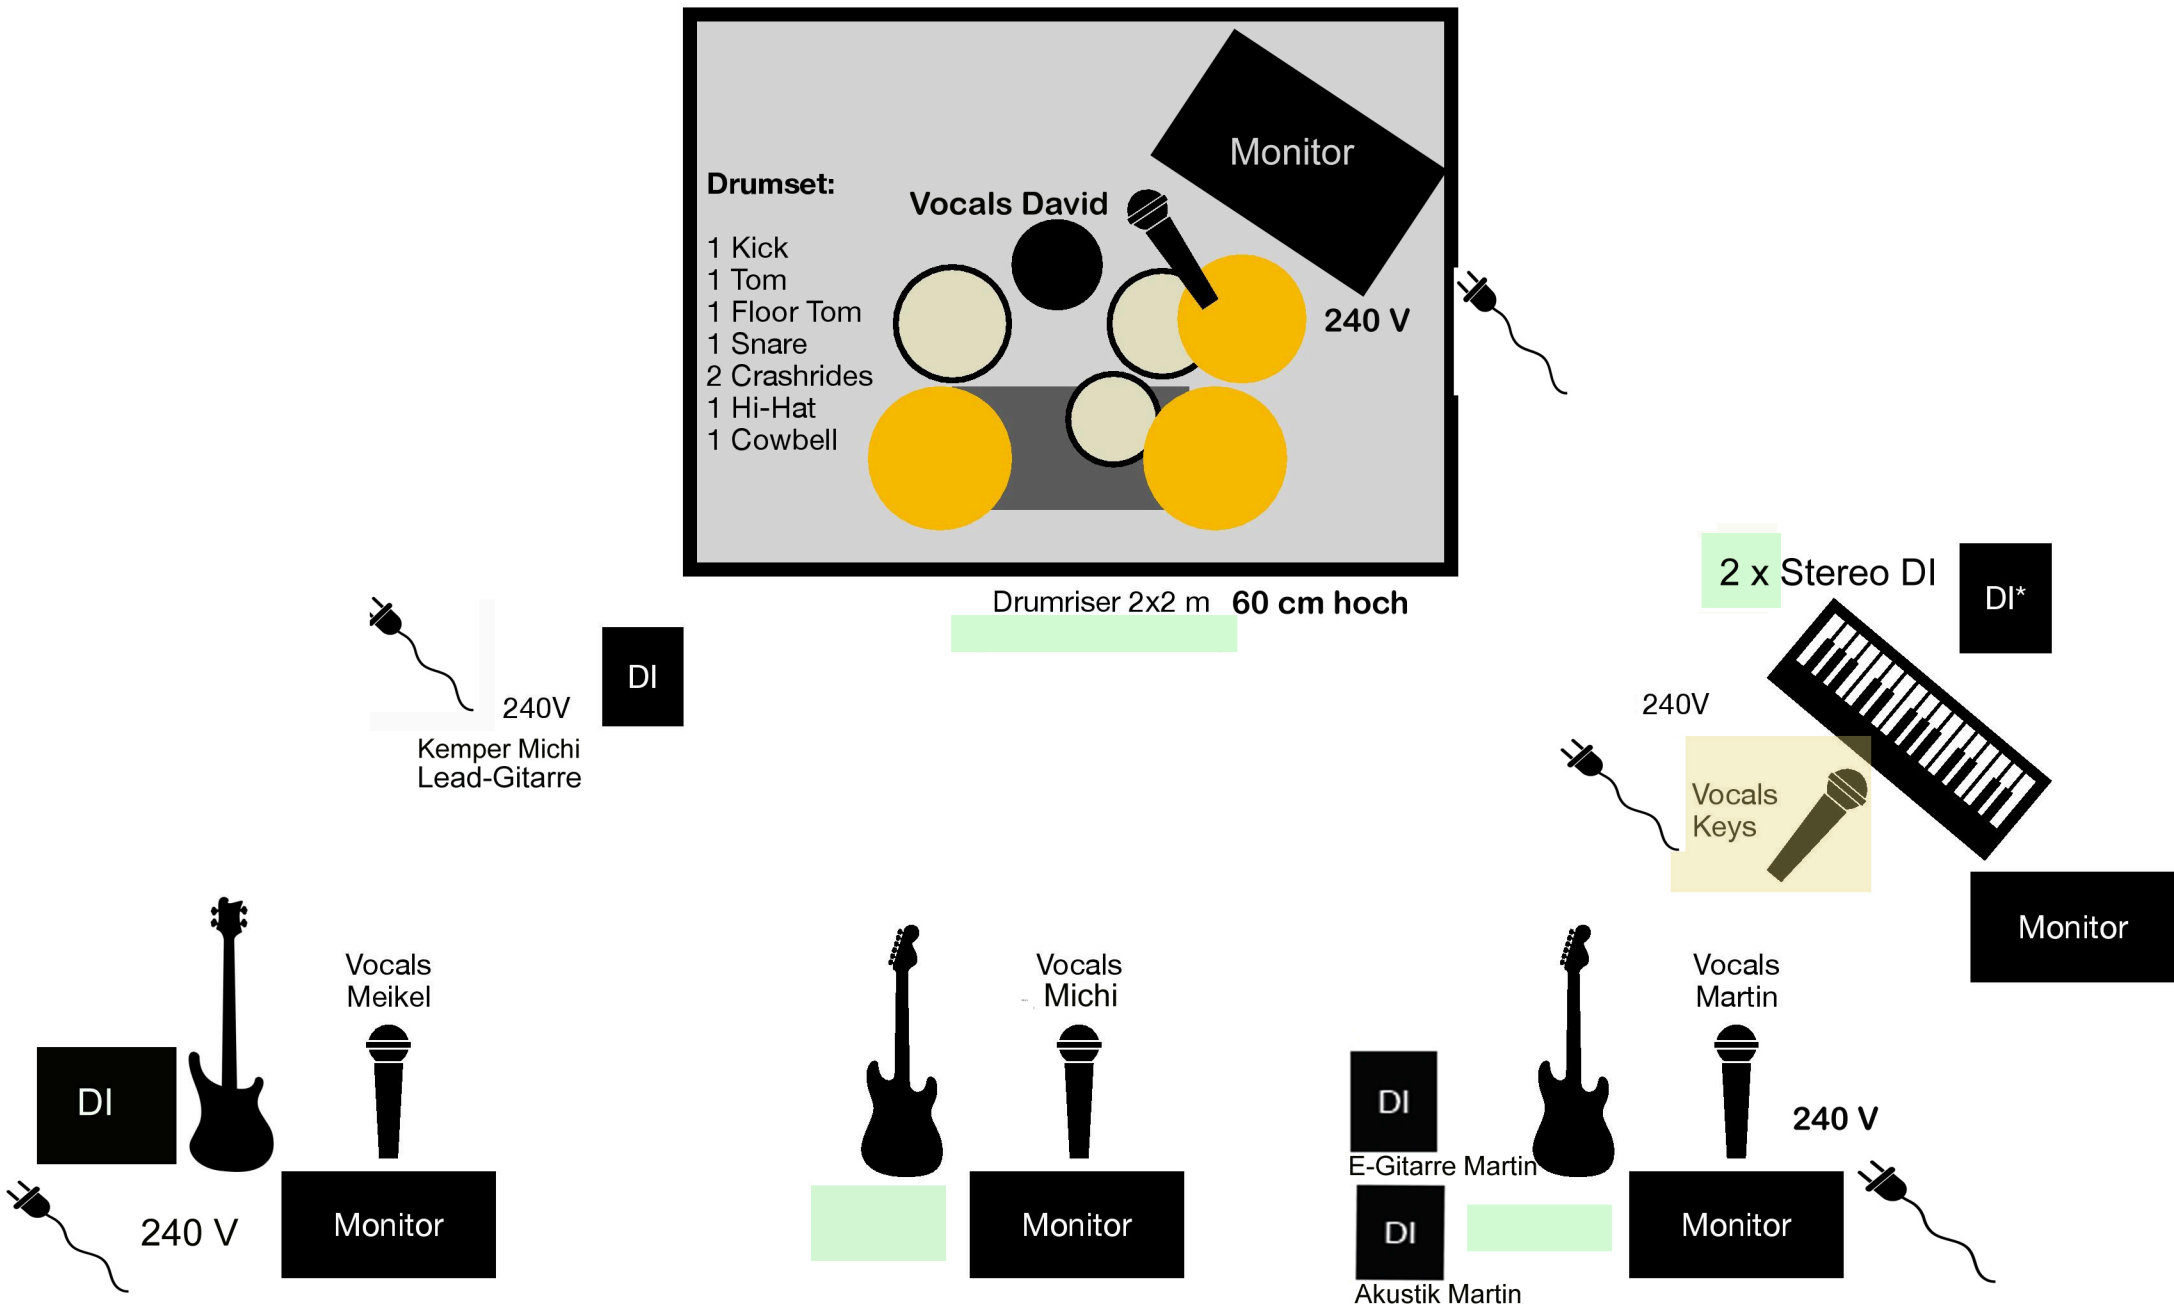 Monitor
Drumset:
Vocals David
1 Kick
1 Tom
1 Floor Tom
1 Snare
2 Crashrides
1 Hi-Hat
1 Cowbell
240 V
Drumriser 2x2 m 60 cm hoch
2 x Stereo DI
DI*
DI
240V
Kemper Michi
Lead-Gitarre
240V
Vocals
Keys
Monitor
Vocals
Meikel
DI
240 V
Monitor
Vocals
Michi
Monitor
Vocals
Martin
DI
E-Gitarre Martin
240 V
DI
Akustik Martin
Monitor